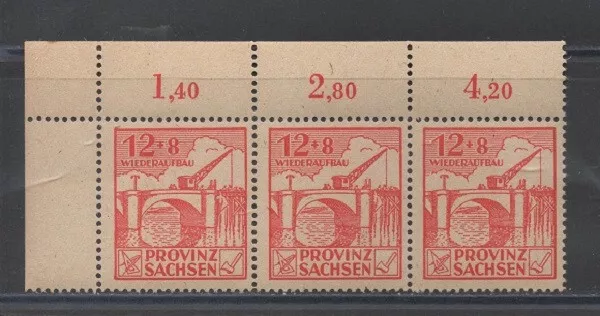 1,40 2,80 4,20
12+8 12+8 12+8
WIEDERAUFBAU WIEDERAUFBAU WIEDERAUFBAU
PROVINZ PROVINZ PROVINZ
SACHSEN SACHSEN SACHSEN